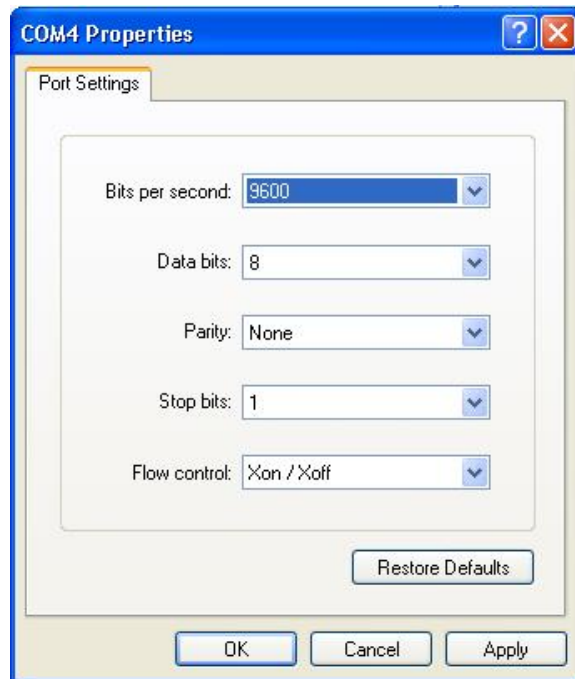 COM4 Properties
Port Settings
Bits per second: 9600
Data bits: 8
Parity: None
Stop bits: 1
Flow control: Xon / Xoff
Restore Defaults
OK Cancel Apply